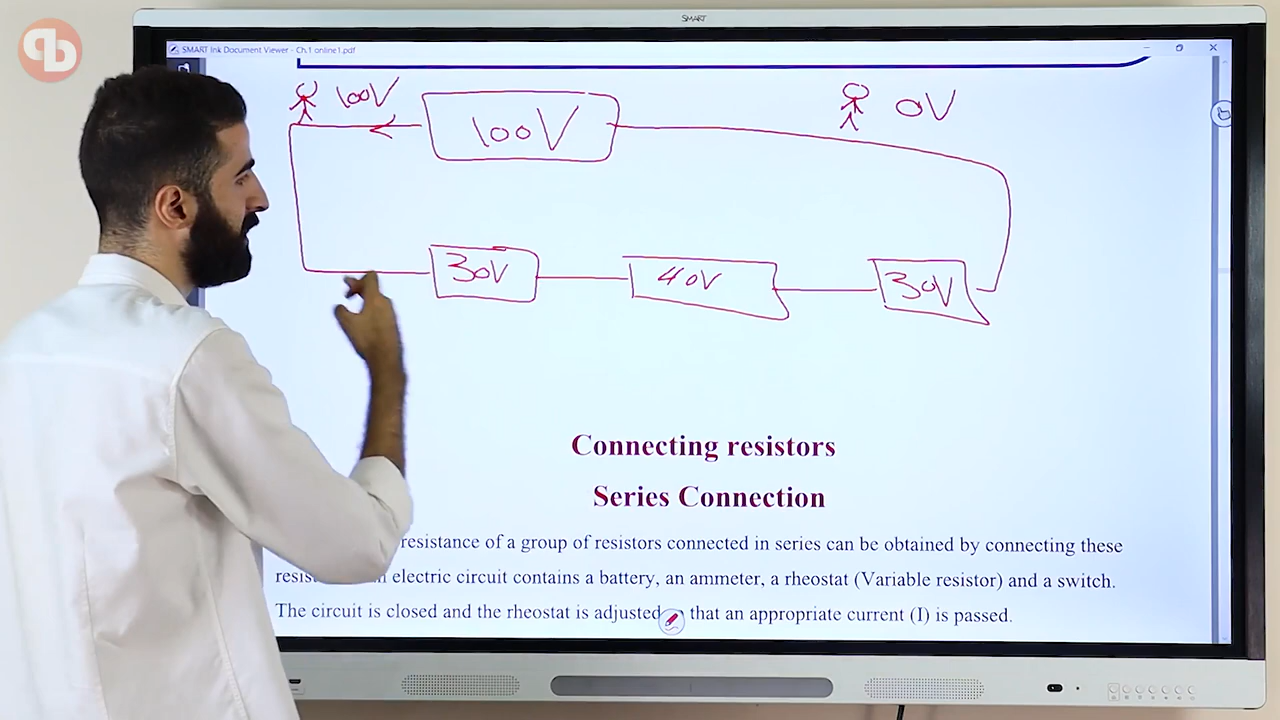 SMART
SMART Ink Document Viewer - Ch.1 online1.pdf
100V
100V
0V
30V
40V
30V
Connecting resistors
Series Connection
resistance of a group of resistors connected in series can be obtained by connecting these
electric circuit contains a battery, an ammeter, a rheostat (Variable resistor) and a switch.
The circuit is closed and the rheostat is adjusted that an appropriate current (I) is passed.